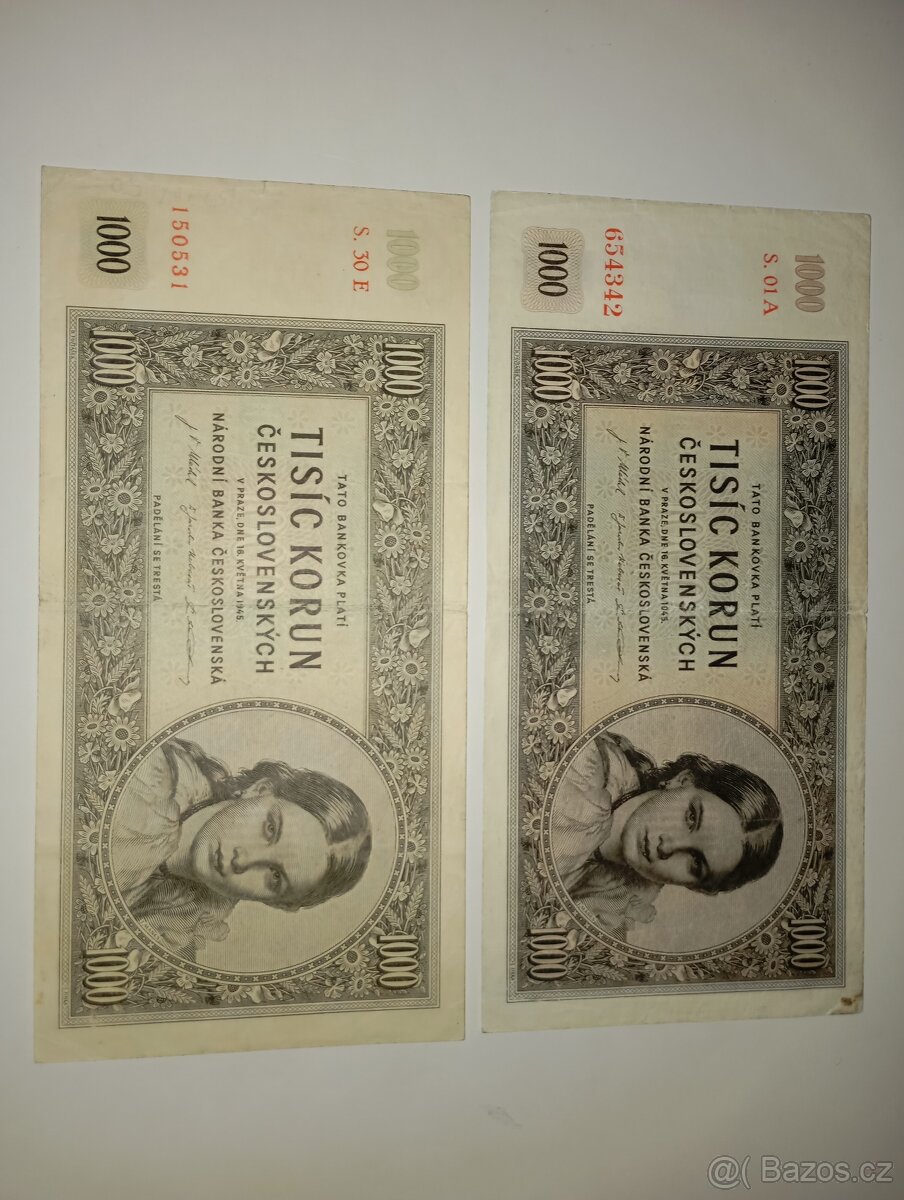 1000
S. 30 E
150531
1000
1000
1000
TATO BANKOVKA PLATÍ
TISÍC KORUN
ČESKOSLOVENSKÝCH
V PRAZE, DNE 16. KVĚTNA 1945.
NÁRODNÍ BANKA ČESKOSLOVENSKÁ
PADĚLÁNÍ SE TRESTÁ
1000
1000
1000
S. 01 A
654342
1000
1000
1000
TATO BANKOVKA PLATÍ
TISÍC KORUN
ČESKOSLOVENSKÝCH
V PRAZE, DNE 16. KVĚTNA 1945.
NÁRODNÍ BANKA ČESKOSLOVENSKÁ
PADĚLÁNÍ SE TRESTÁ
1000
1000
@( Bazos.cz